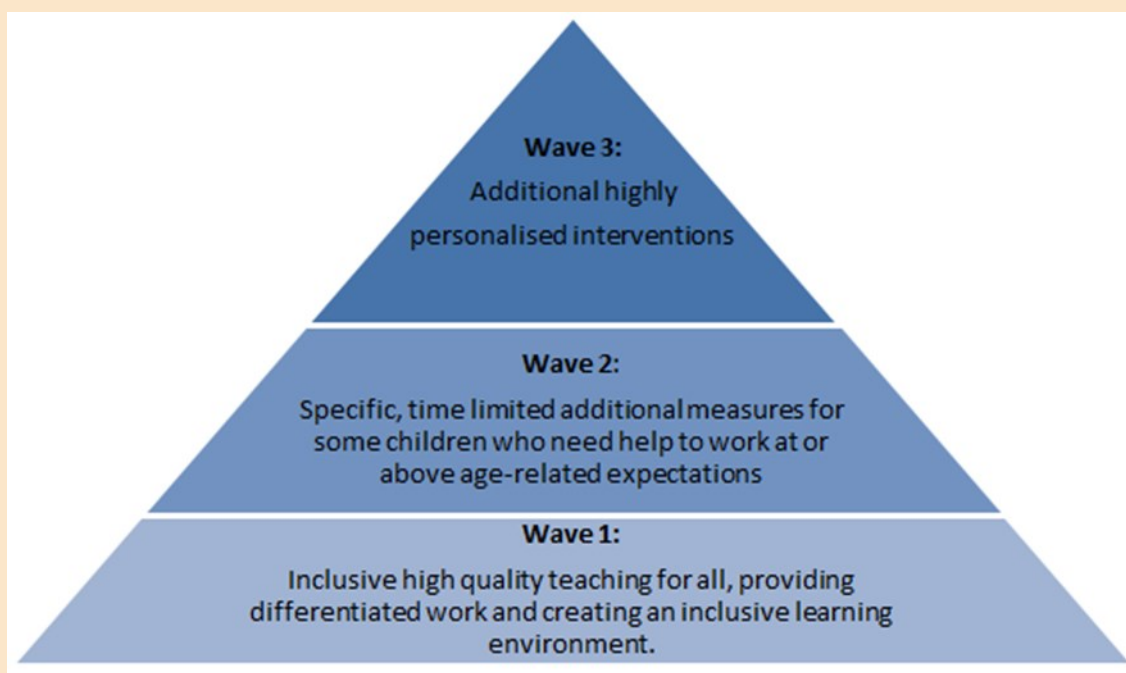 Wave 3:
Additional highly
personalised interventions
Wave 2:
Specific, time limited additional measures for
some children who need help to work at or
above age-related expectations
Wave 1:
Inclusive high quality teaching for all, providing
differentiated work and creating an inclusive learning
environment.